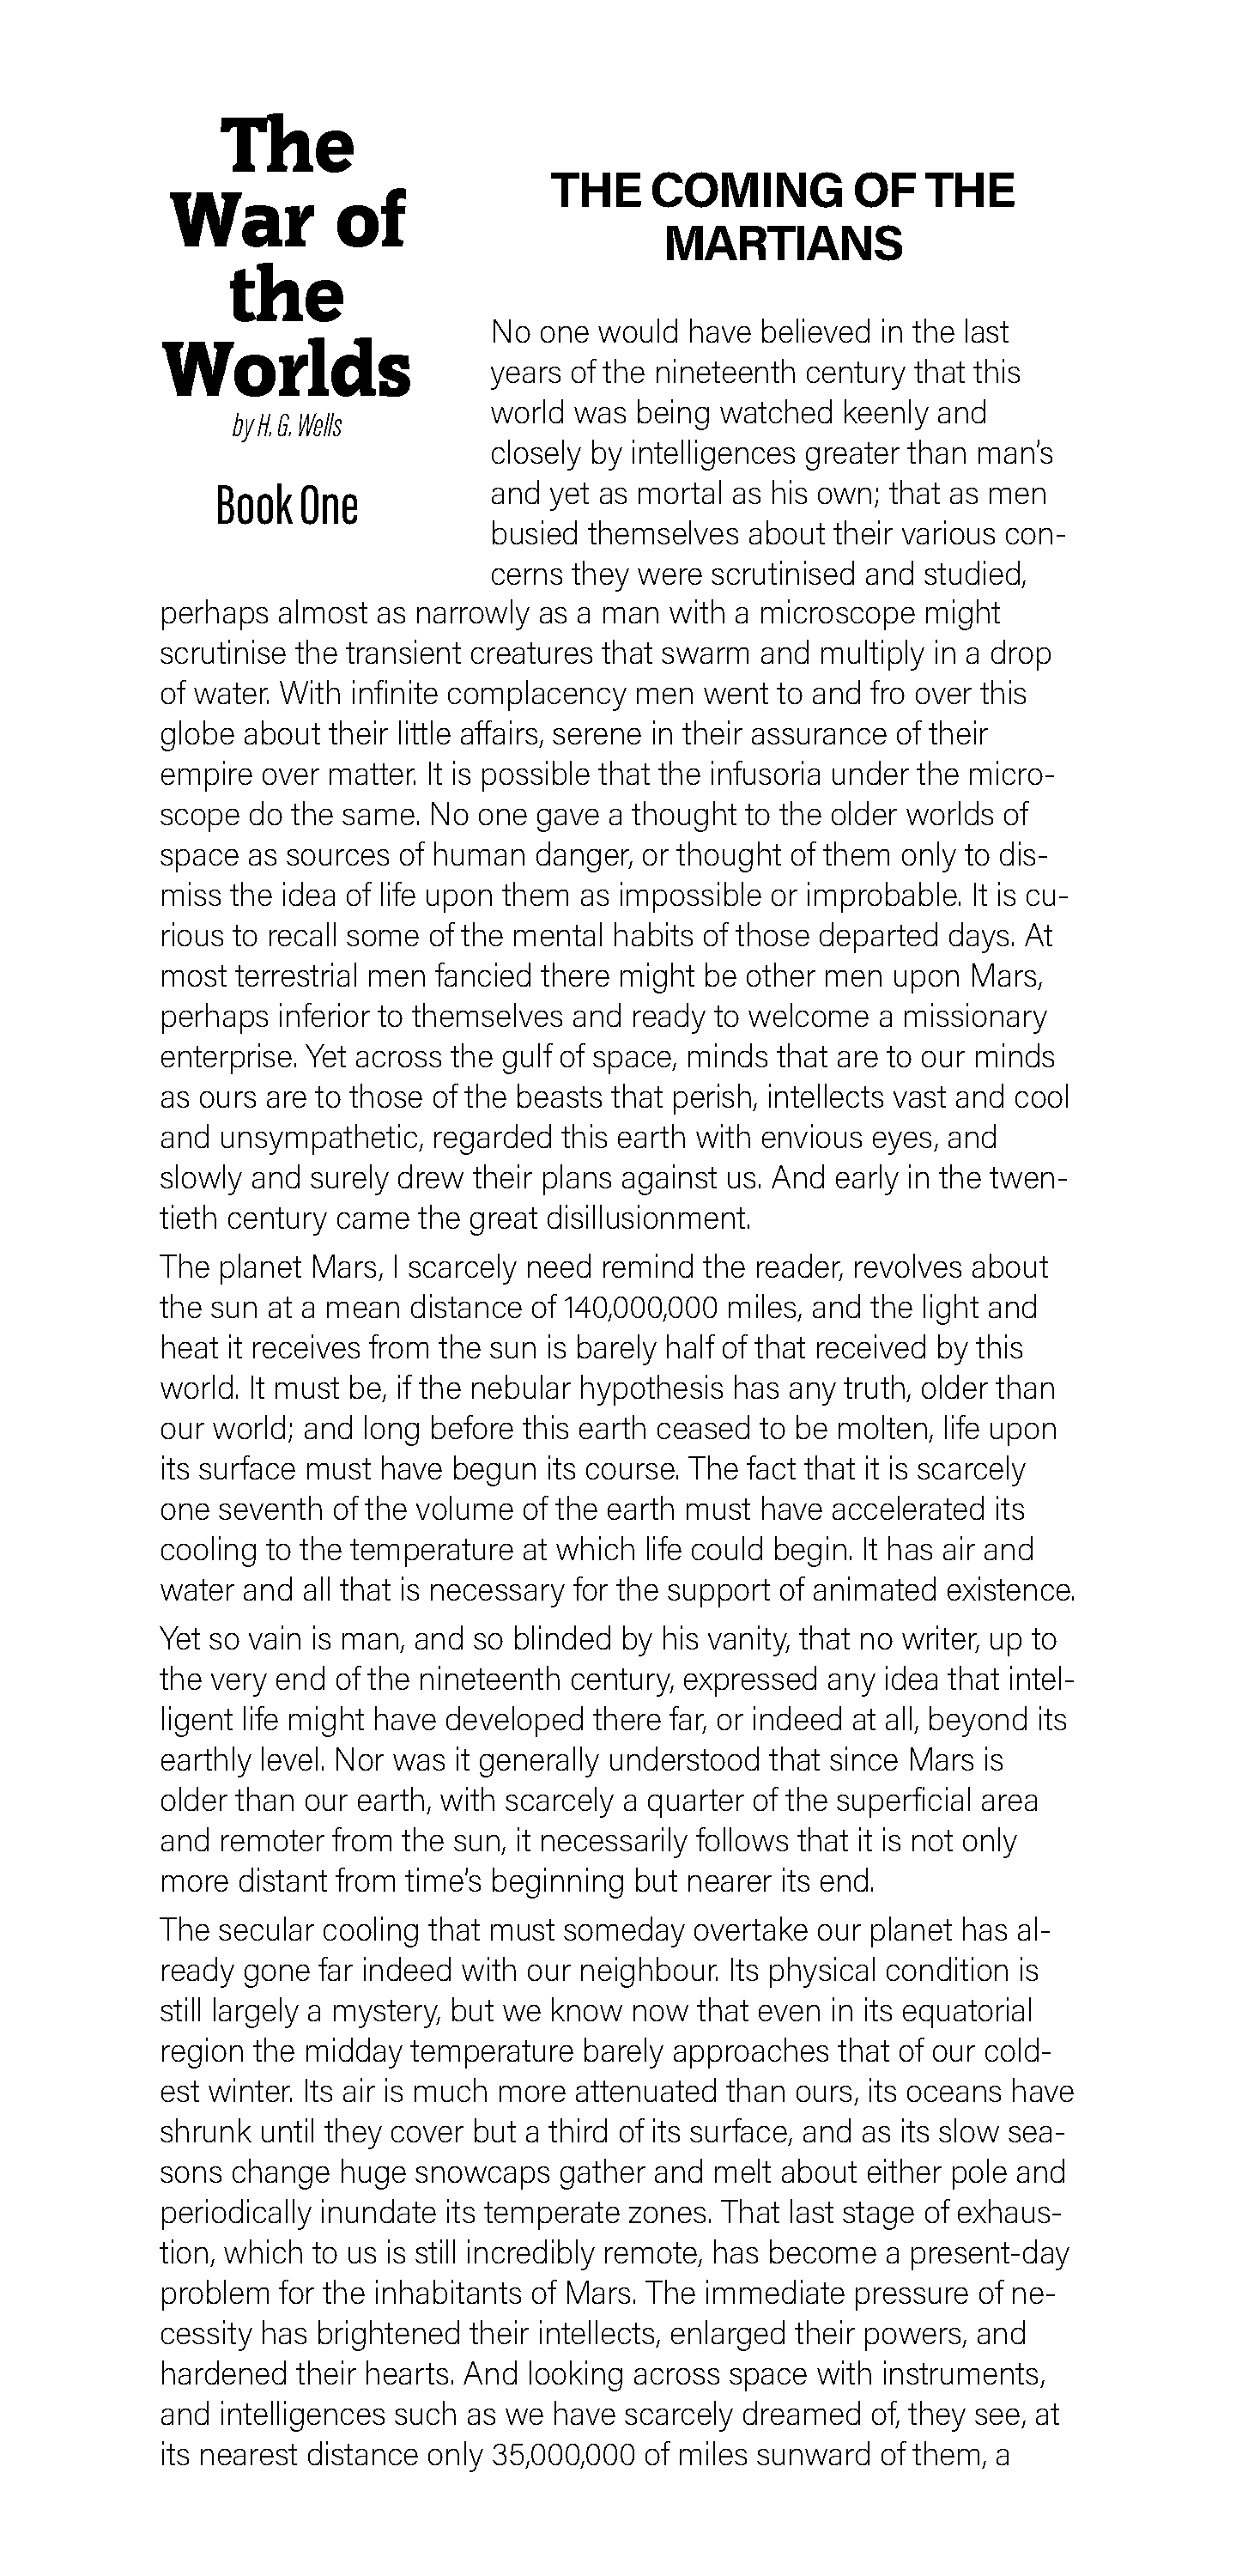 The
War of
the
Worlds
by H. G. Wells
Book One
THE COMING OF THE
MARTIANS
No one would have believed in the last
years of the nineteenth century that this
world was being watched keenly and
closely by intelligences greater than man’s
and yet as mortal as his own; that as men
busied themselves about their various con-
cerns they were scrutinised and studied,
perhaps almost as narrowly as a man with a microscope might
scrutinise the transient creatures that swarm and multiply in a drop
of water. With infinite complacency men went to and fro over this
globe about their little affairs, serene in their assurance of their
empire over matter. It is possible that the infusoria under the micro-
scope do the same. No one gave a thought to the older worlds of
space as sources of human danger, or thought of them only to dis-
miss the idea of life upon them as impossible or improbable. It is cu-
rious to recall some of the mental habits of those departed days. At
most terrestrial men fancied there might be other men upon Mars,
perhaps inferior to themselves and ready to welcome a missionary
enterprise. Yet across the gulf of space, minds that are to our minds
as ours are to those of the beasts that perish, intellects vast and cool
and unsympathetic, regarded this earth with envious eyes, and
slowly and surely drew their plans against us. And early in the twen-
tieth century came the great disillusionment.
The planet Mars, I scarcely need remind the reader, revolves about
the sun at a mean distance of 140,000,000 miles, and the light and
heat it receives from the sun is barely half of that received by this
world. It must be, if the nebular hypothesis has any truth, older than
our world; and long before this earth ceased to be molten, life upon
its surface must have begun its course. The fact that it is scarcely
one seventh of the volume of the earth must have accelerated its
cooling to the temperature at which life could begin. It has air and
water and all that is necessary for the support of animated existence.
Yet so vain is man, and so blinded by his vanity, that no writer, up to
the very end of the nineteenth century, expressed any idea that intel-
ligent life might have developed there far, or indeed at all, beyond its
earthly level. Nor was it generally understood that since Mars is
older than our earth, with scarcely a quarter of the superficial area
and remoter from the sun, it necessarily follows that it is not only
more distant from time’s beginning but nearer its end.
The secular cooling that must someday overtake our planet has al-
ready gone far indeed with our neighbour. Its physical condition is
still largely a mystery, but we know now that even in its equatorial
region the midday temperature barely approaches that of our cold-
est winter. Its air is much more attenuated than ours, its oceans have
shrunk until they cover but a third of its surface, and as its slow sea-
sons change huge snowcaps gather and melt about either pole and
periodically inundate its temperate zones. That last stage of exhaus-
tion, which to us is still incredibly remote, has become a present-day
problem for the inhabitants of Mars. The immediate pressure of ne-
cessity has brightened their intellects, enlarged their powers, and
hardened their hearts. And looking across space with instruments,
and intelligences such as we have scarcely dreamed of, they see, at
its nearest distance only 35,000,000 of miles sunward of them, a